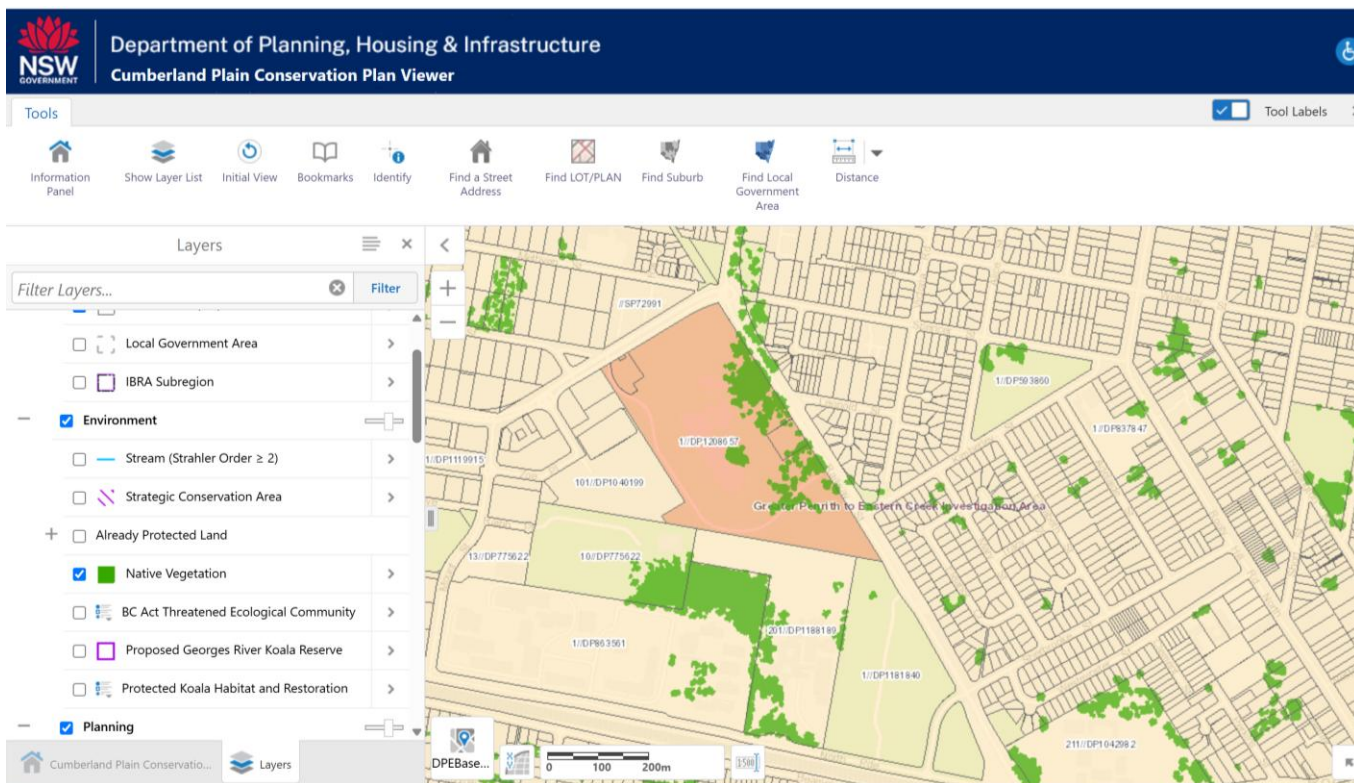 NSW
GOVERNMENT
Department of Planning, Housing & Infrastructure
Cumberland Plain Conservation Plan Viewer
Tools
Tool Labels
Information
Panel
Show Layer List
Initial View
Bookmarks
Identify
Find a Street
Address
Find LOT/PLAN
Find Suburb
Find Local
Government
Area
Distance
Layers
Filter Layers...
Filter
Local Government Area
IBRA Subregion
Environment
Stream (Strahler Order ≥ 2)
Strategic Conservation Area
Already Protected Land
Native Vegetation
BC Act Threatened Ecological Community
Proposed Georges River Koala Reserve
Protected Koala Habitat and Restoration
Planning
Cumberland Plain Conservatio...
Layers
//SP72991
1//DP593860
1//DP837847
1//DP1208657
1//DP1119915
101//DP1040199
Greater Penrith to Eastern Creek Investigation Area
13//DP775622
10//DP775622
201//DP1188189
1//DP863561
1//DP1181840
211//DP1042982
DPEBase...
0 100 200m